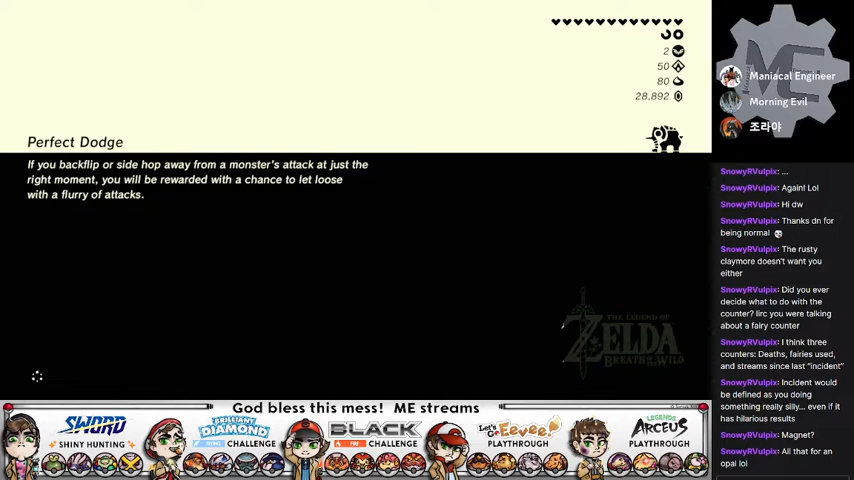 2
50
80
28,892
Perfect Dodge
If you backflip or side hop away from a monster's attack at just the
right moment, you will be rewarded with a chance to let loose
with a flurry of attacks.
THE LEGEND OF
ZELDA
BREATH OF THE WILD
ME
Maniacal Engineer
Morning Evil
조라야
SnowyRVulpix: ...
SnowyRVulpix: Again! Lol
SnowyRVulpix: Hi dw
SnowyRVulpix: Thanks dn for
being normal
SnowyRVulpix: The rusty
claymore doesn't want you
either
SnowyRVulpix: Did you ever
decide what to do with the
counter? Iirc you were talking
about a fairy counter
SnowyRVulpix: I think three
counters: Deaths, fairies used,
and streams since last "incident"
SnowyRVulpix: Incident would
be defined as you doing
something really silly... even if it
has hilarious results
SnowyRVulpix: Magnet?
SnowyRVulpix: All that for an
opal lol
God bless this mess! ME streams
SWORD
SHINY HUNTING
BRILLIANT
DIAMOND
CHALLENGE
BLACK
FIRE CHALLENGE
Let's Go Eevee!
PLAYTHROUGH
LEGENDS
ARCEUS
PLAYTHROUGH